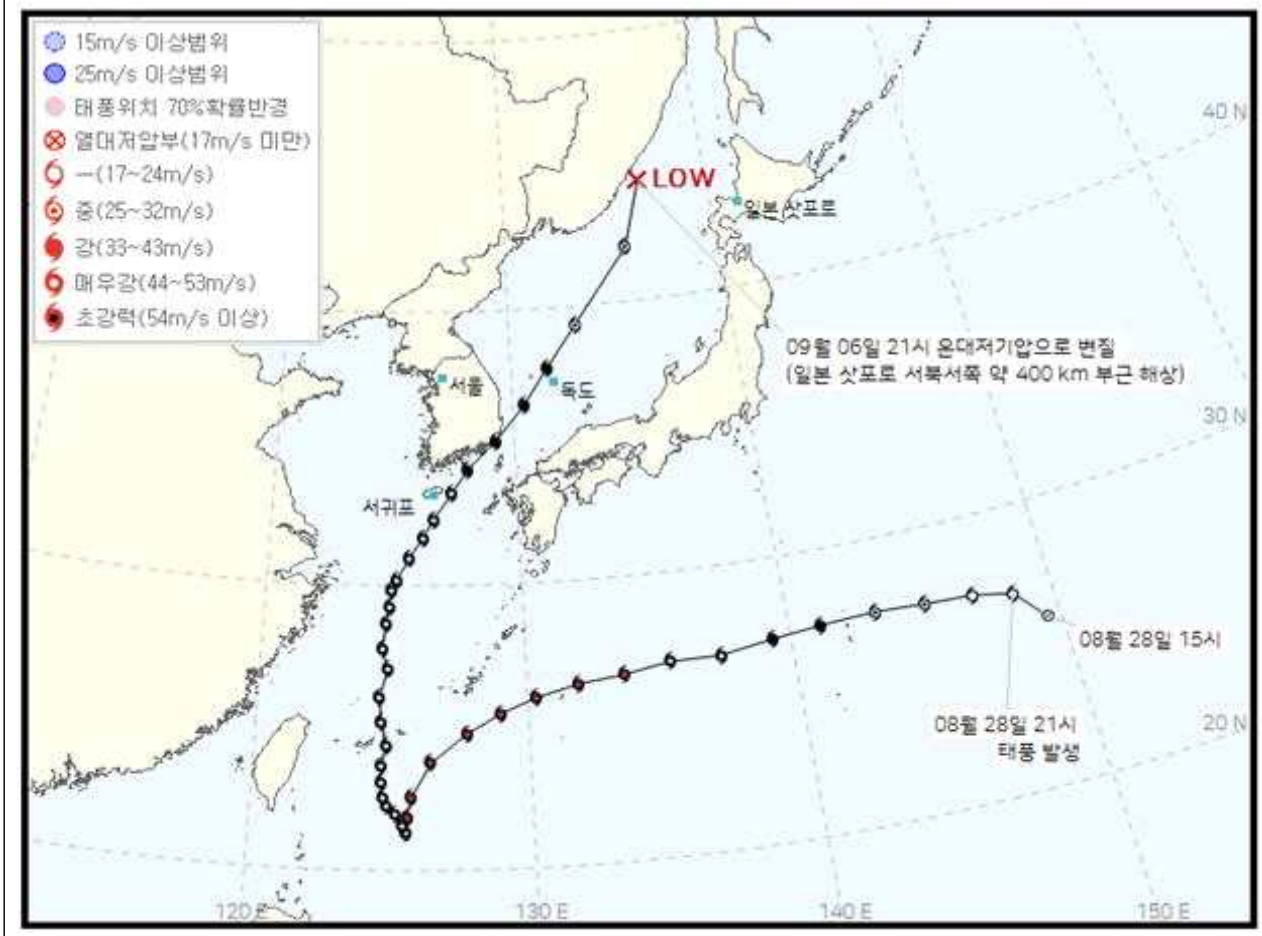 15m/s 이상범위
25m/s 이상범위
태풍위치 70%확률반경
열대저압부(17m/s 미만)
-(17~24m/s)
중(25~32m/s)
강(33~43m/s)
매우강(44~53m/s)
초강력(54m/s 이상)
40 N
LOW
일본 삿포로
09월 06일 21시 온대저기압으로 변질
(일본 삿포로 서북서쪽 약 400 km 부근 해상)
서울
독도
30 N
서귀포
08월 28일 15시
08월 28일 21시
태풍 발생
20 N
120 E
130 E
140 E
150 E